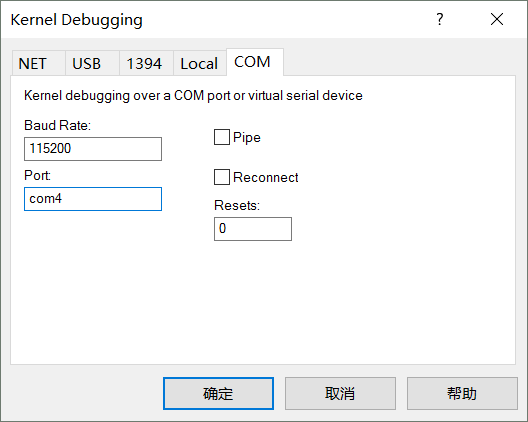 Kernel Debugging ?
NET USB 1394 Local COM
Kernel debugging over a COM port or virtual serial device
Baud Rate:
115200
Pipe
Port:
com4
Reconnect
Resets:
0
确定 取消 帮助